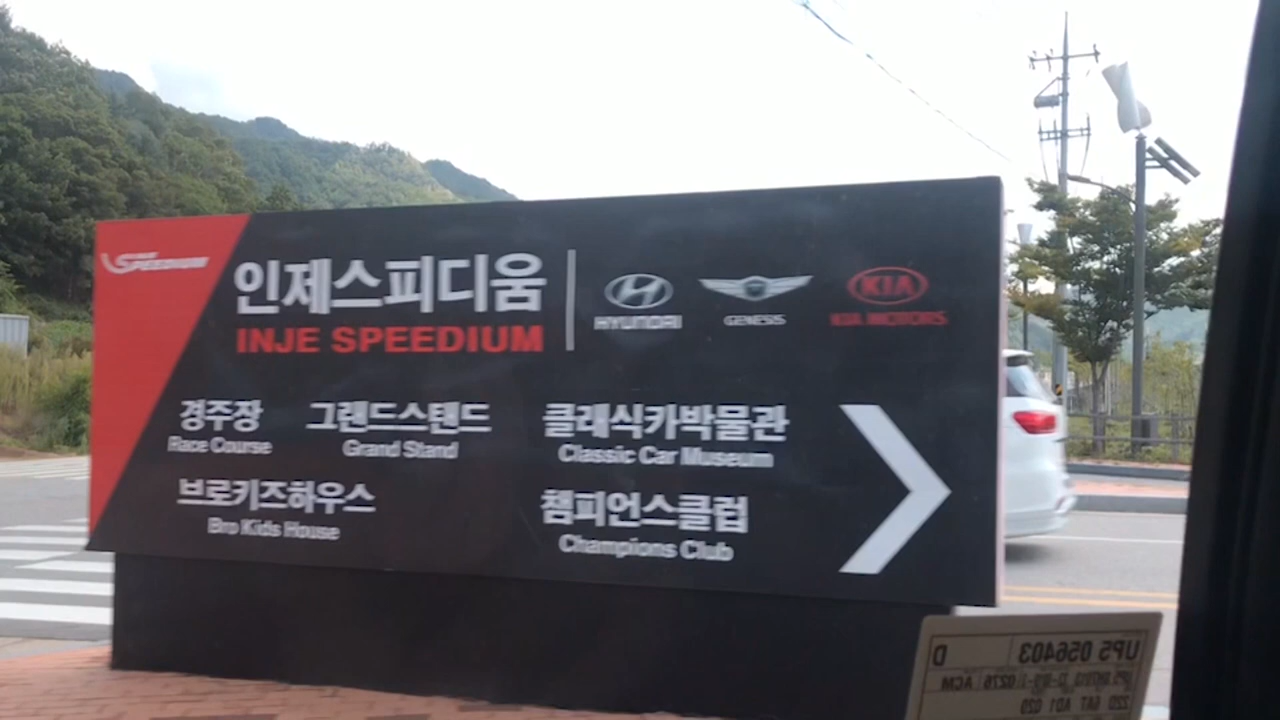 SPEEDIUM
인제스피디움
INJE SPEEDIUM
HYUNDAI
GENESIS
KIA
KIA MOTORS
경주장 그랜드스탠드 클래식카박물관
Race Course Grand Stand Classic Car Museum
브로키즈하우스 챔피언스클럽
Bro Kids House Champions Club
UPS 056403 D